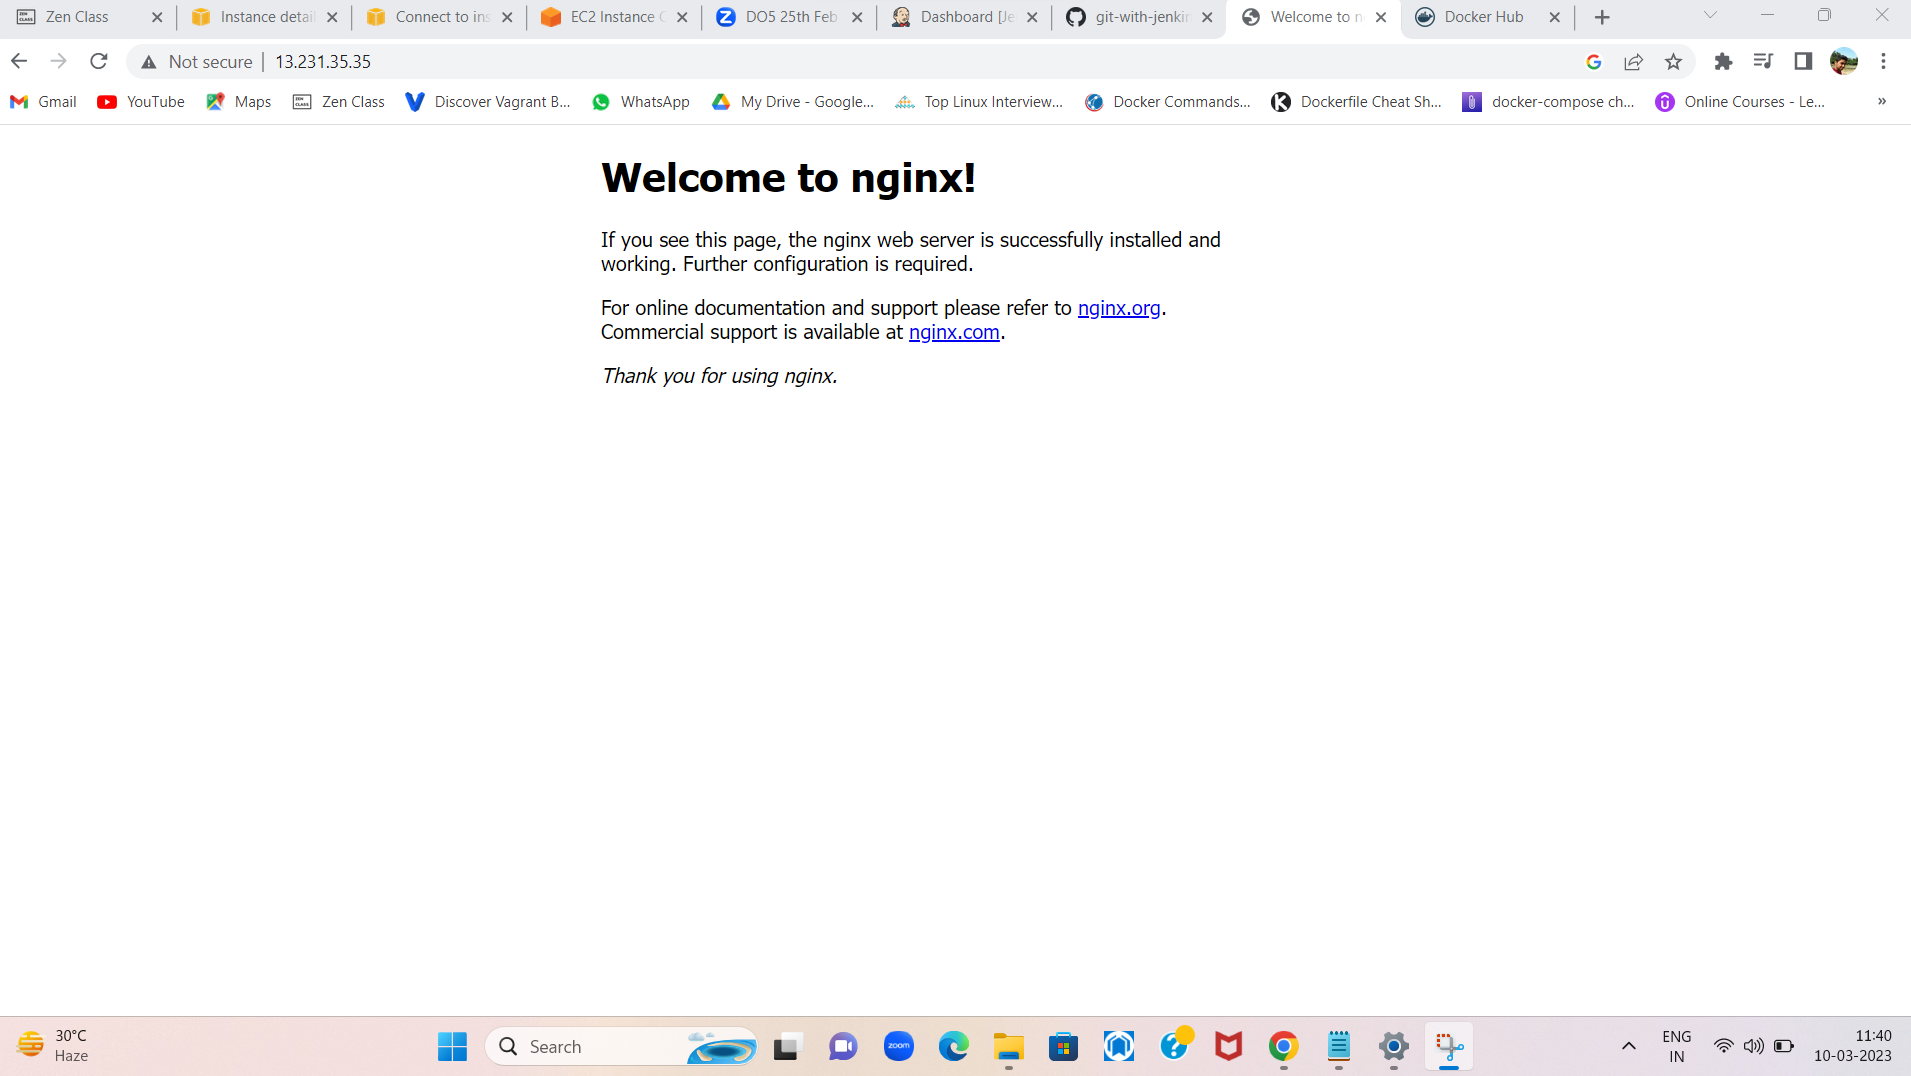 Zen Class
Instance detail
Connect to ins
EC2 Instance C
DO5 25th Feb
Dashboard [Je
git-with-jenkin
Welcome to n
Docker Hub
Not secure
13.231.35.35
Gmail
YouTube
Maps
Zen Class
Discover Vagrant B...
WhatsApp
My Drive - Google...
Top Linux Interview...
Docker Commands...
Dockerfile Cheat Sh...
docker-compose ch...
Online Courses - Le...
»
Welcome to nginx!
If you see this page, the nginx web server is successfully installed and
working. Further configuration is required.
For online documentation and support please refer to nginx.org.
Commercial support is available at nginx.com.
Thank you for using nginx.
30°C
Haze
Search
zoom
ENG
IN
11:40
10-03-2023